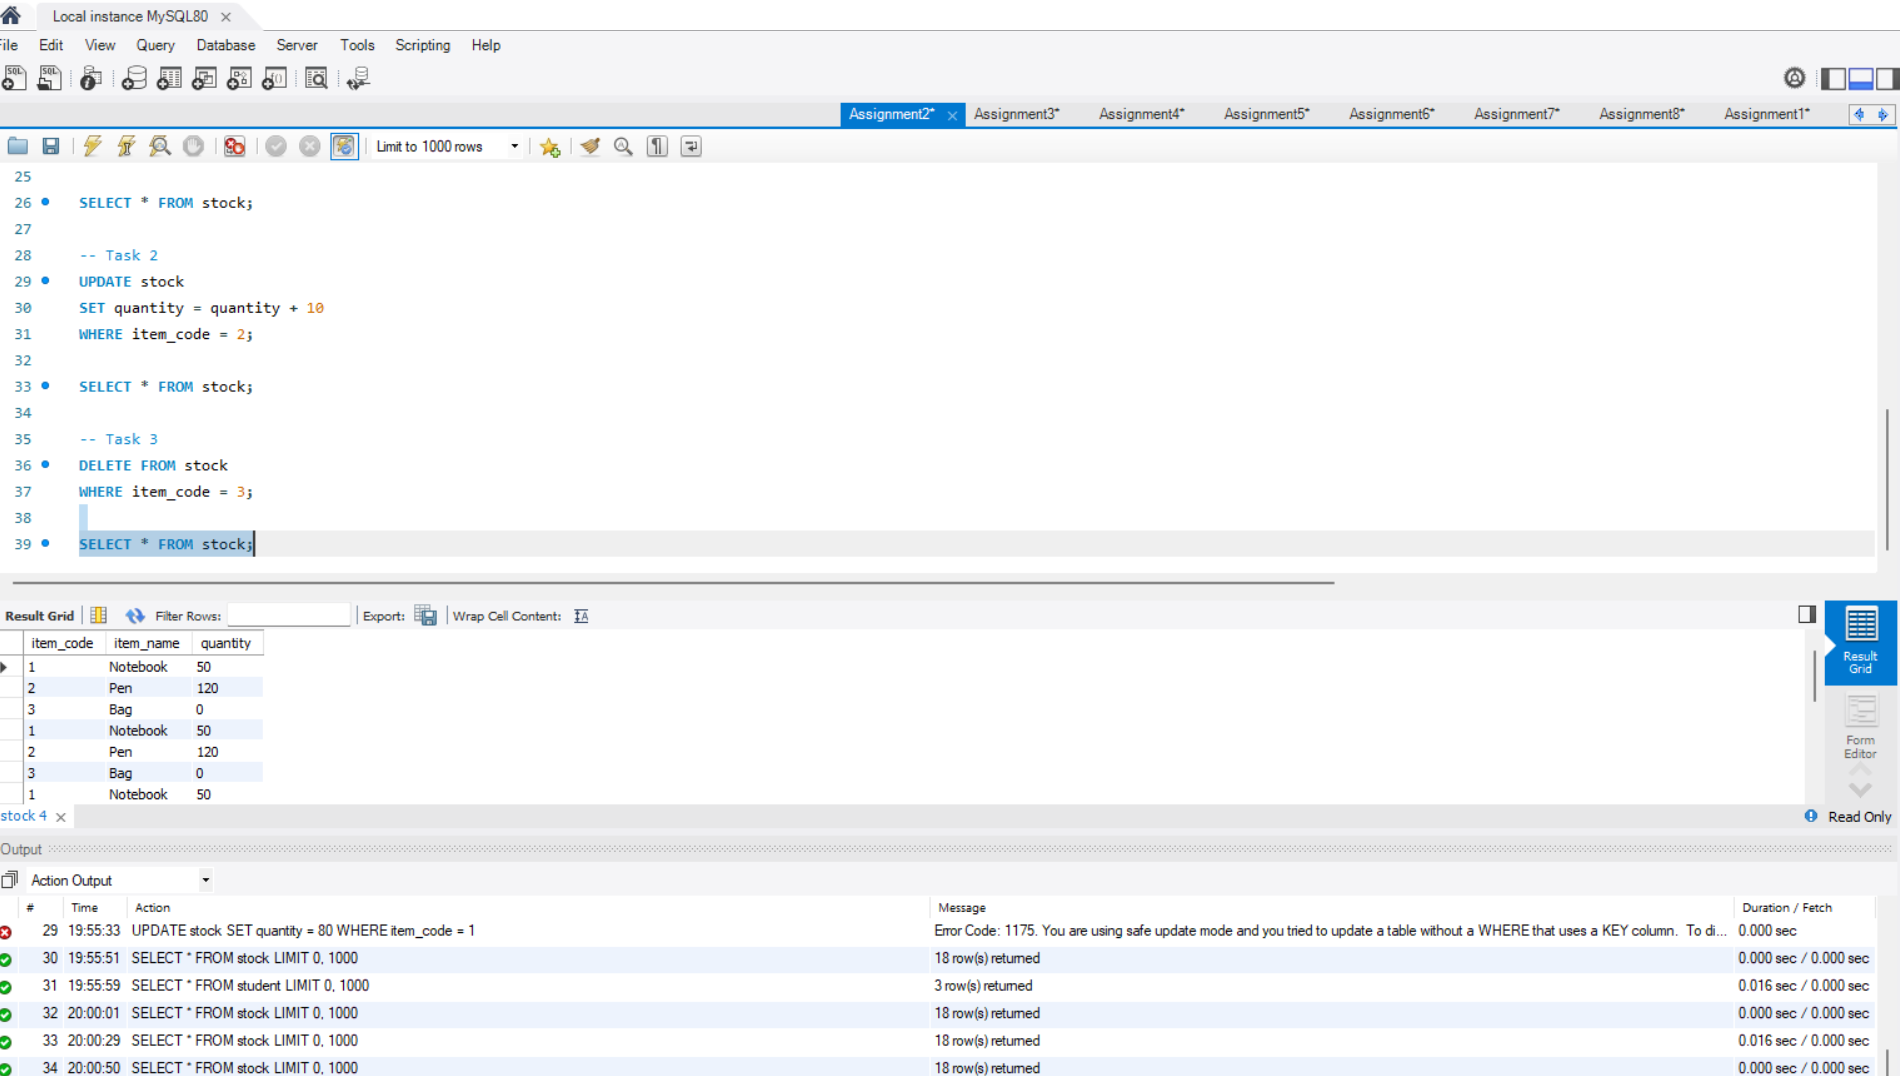 Local instance MySQL80
File Edit View Query Database Server Tools Scripting Help
Assignment2* Assignment3* Assignment4* Assignment5* Assignment6* Assignment7* Assignment8* Assignment1*
Limit to 1000 rows
25
26 SELECT * FROM stock;
27
28 -- Task 2
29 UPDATE stock
30 SET quantity = quantity + 10
31 WHERE item_code = 2;
32
33 SELECT * FROM stock;
34
35 -- Task 3
36 DELETE FROM stock
37 WHERE item_code = 3;
38
39 SELECT * FROM stock;
Result Grid Filter Rows: Export: Wrap Cell Content:
item_code item_name quantity
1 Notebook 50
2 Pen 120
3 Bag 0
1 Notebook 50
2 Pen 120
3 Bag 0
1 Notebook 50
Result
Grid
Form
Editor
stock 4
Read Only
Output
Action Output
# Time Action Message Duration / Fetch
29 19:55:33 UPDATE stock SET quantity = 80 WHERE item_code = 1 Error Code: 1175. You are using safe update mode and you tried to update a table without a WHERE that uses a KEY column. To di... 0.000 sec
30 19:55:51 SELECT * FROM stock LIMIT 0, 1000 18 row(s) returned 0.000 sec / 0.000 sec
31 19:55:59 SELECT * FROM student LIMIT 0, 1000 3 row(s) returned 0.016 sec / 0.000 sec
32 20:00:01 SELECT * FROM stock LIMIT 0, 1000 18 row(s) returned 0.000 sec / 0.000 sec
33 20:00:29 SELECT * FROM stock LIMIT 0, 1000 18 row(s) returned 0.016 sec / 0.000 sec
34 20:00:50 SELECT * FROM stock LIMIT 0, 1000 18 row(s) returned 0.000 sec / 0.000 sec